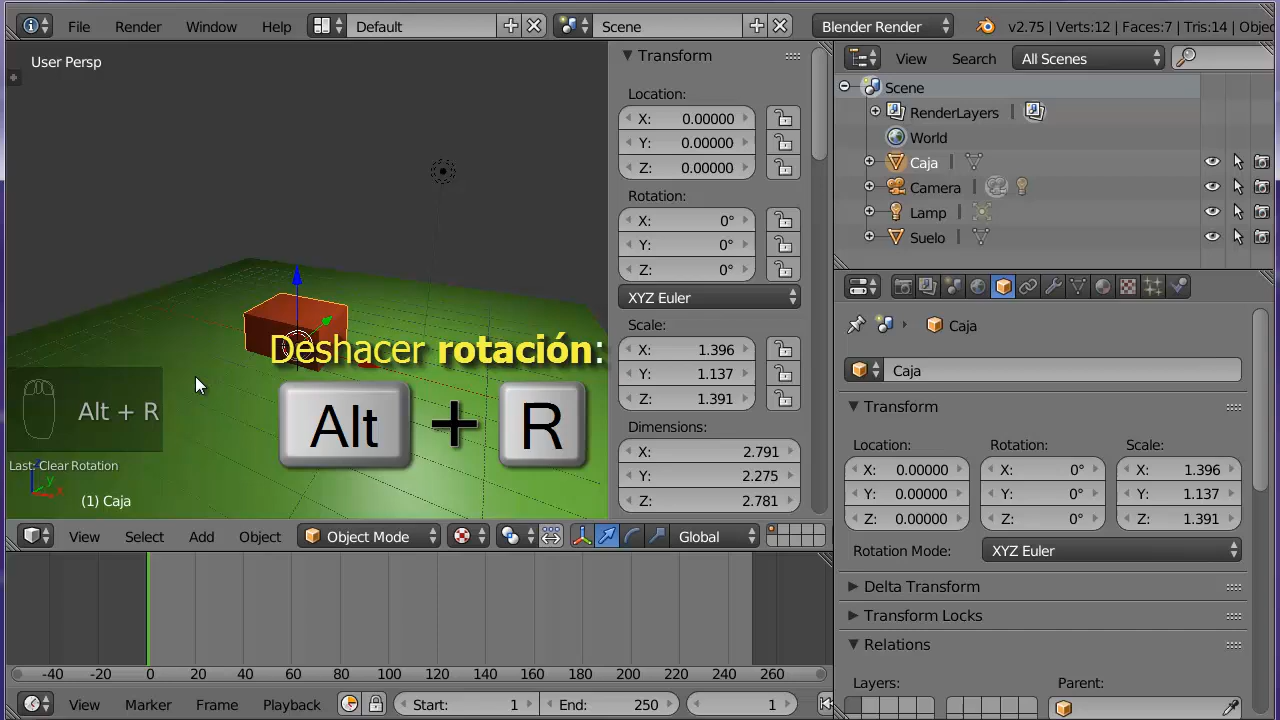 File Render Window Help Default Scene Blender Render v2.75 | Verts:12 | Faces:7 | Tris:14 | Objec
User Persp
Transform
Location:
X: 0.00000
Y: 0.00000
Z: 0.00000
Rotation:
X: 0°
Y: 0°
Z: 0°
XYZ Euler
Scale:
X: 1.396
Y: 1.137
Z: 1.391
Dimensions:
X: 2.791
Y: 2.275
Z: 2.781
Deshacer rotación:
Alt + R
Alt + R
Last: Clear Rotation
(1) Caja
View Select Add Object Object Mode Global
-40 -20 0 20 40 60 80 100 120 140 160 180 200 220 240 260
View Marker Frame Playback Start: 1 End: 250 1
View Search All Scenes
Scene
RenderLayers
World
Caja
Camera
Lamp
Suelo
Caja
Caja
Transform
Location: Rotation: Scale:
X: 0.00000 X: 0° X: 1.396
Y: 0.00000 Y: 0° Y: 1.137
Z: 0.00000 Z: 0° Z: 1.391
Rotation Mode: XYZ Euler
Delta Transform
Transform Locks
Relations
Layers: Parent: